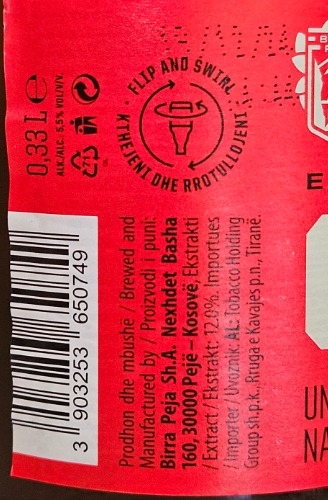 0,33 L e
ALK./ALC.: 5,5% VOL/V/V.
71
FLIP AND SWIRL
KTHEJENI DHE RROTULLOJENI
3 903253 650749
Prodhon dhe mbushë / Brewed and
Manufactured by / Proizvodi i puni:
Birra Peja Sh.A. Nexhdet Basha
160, 30000 Pejë – Kosovë, Ekstrakti
/ Extract / Ekstrakt: 12.0%. Importues
/ Importer / Uvoznik: AL: Tobacco Holding
Group sh.p.k., Rruga e Kavajes p.n., Tiranë.
E
UN
NA